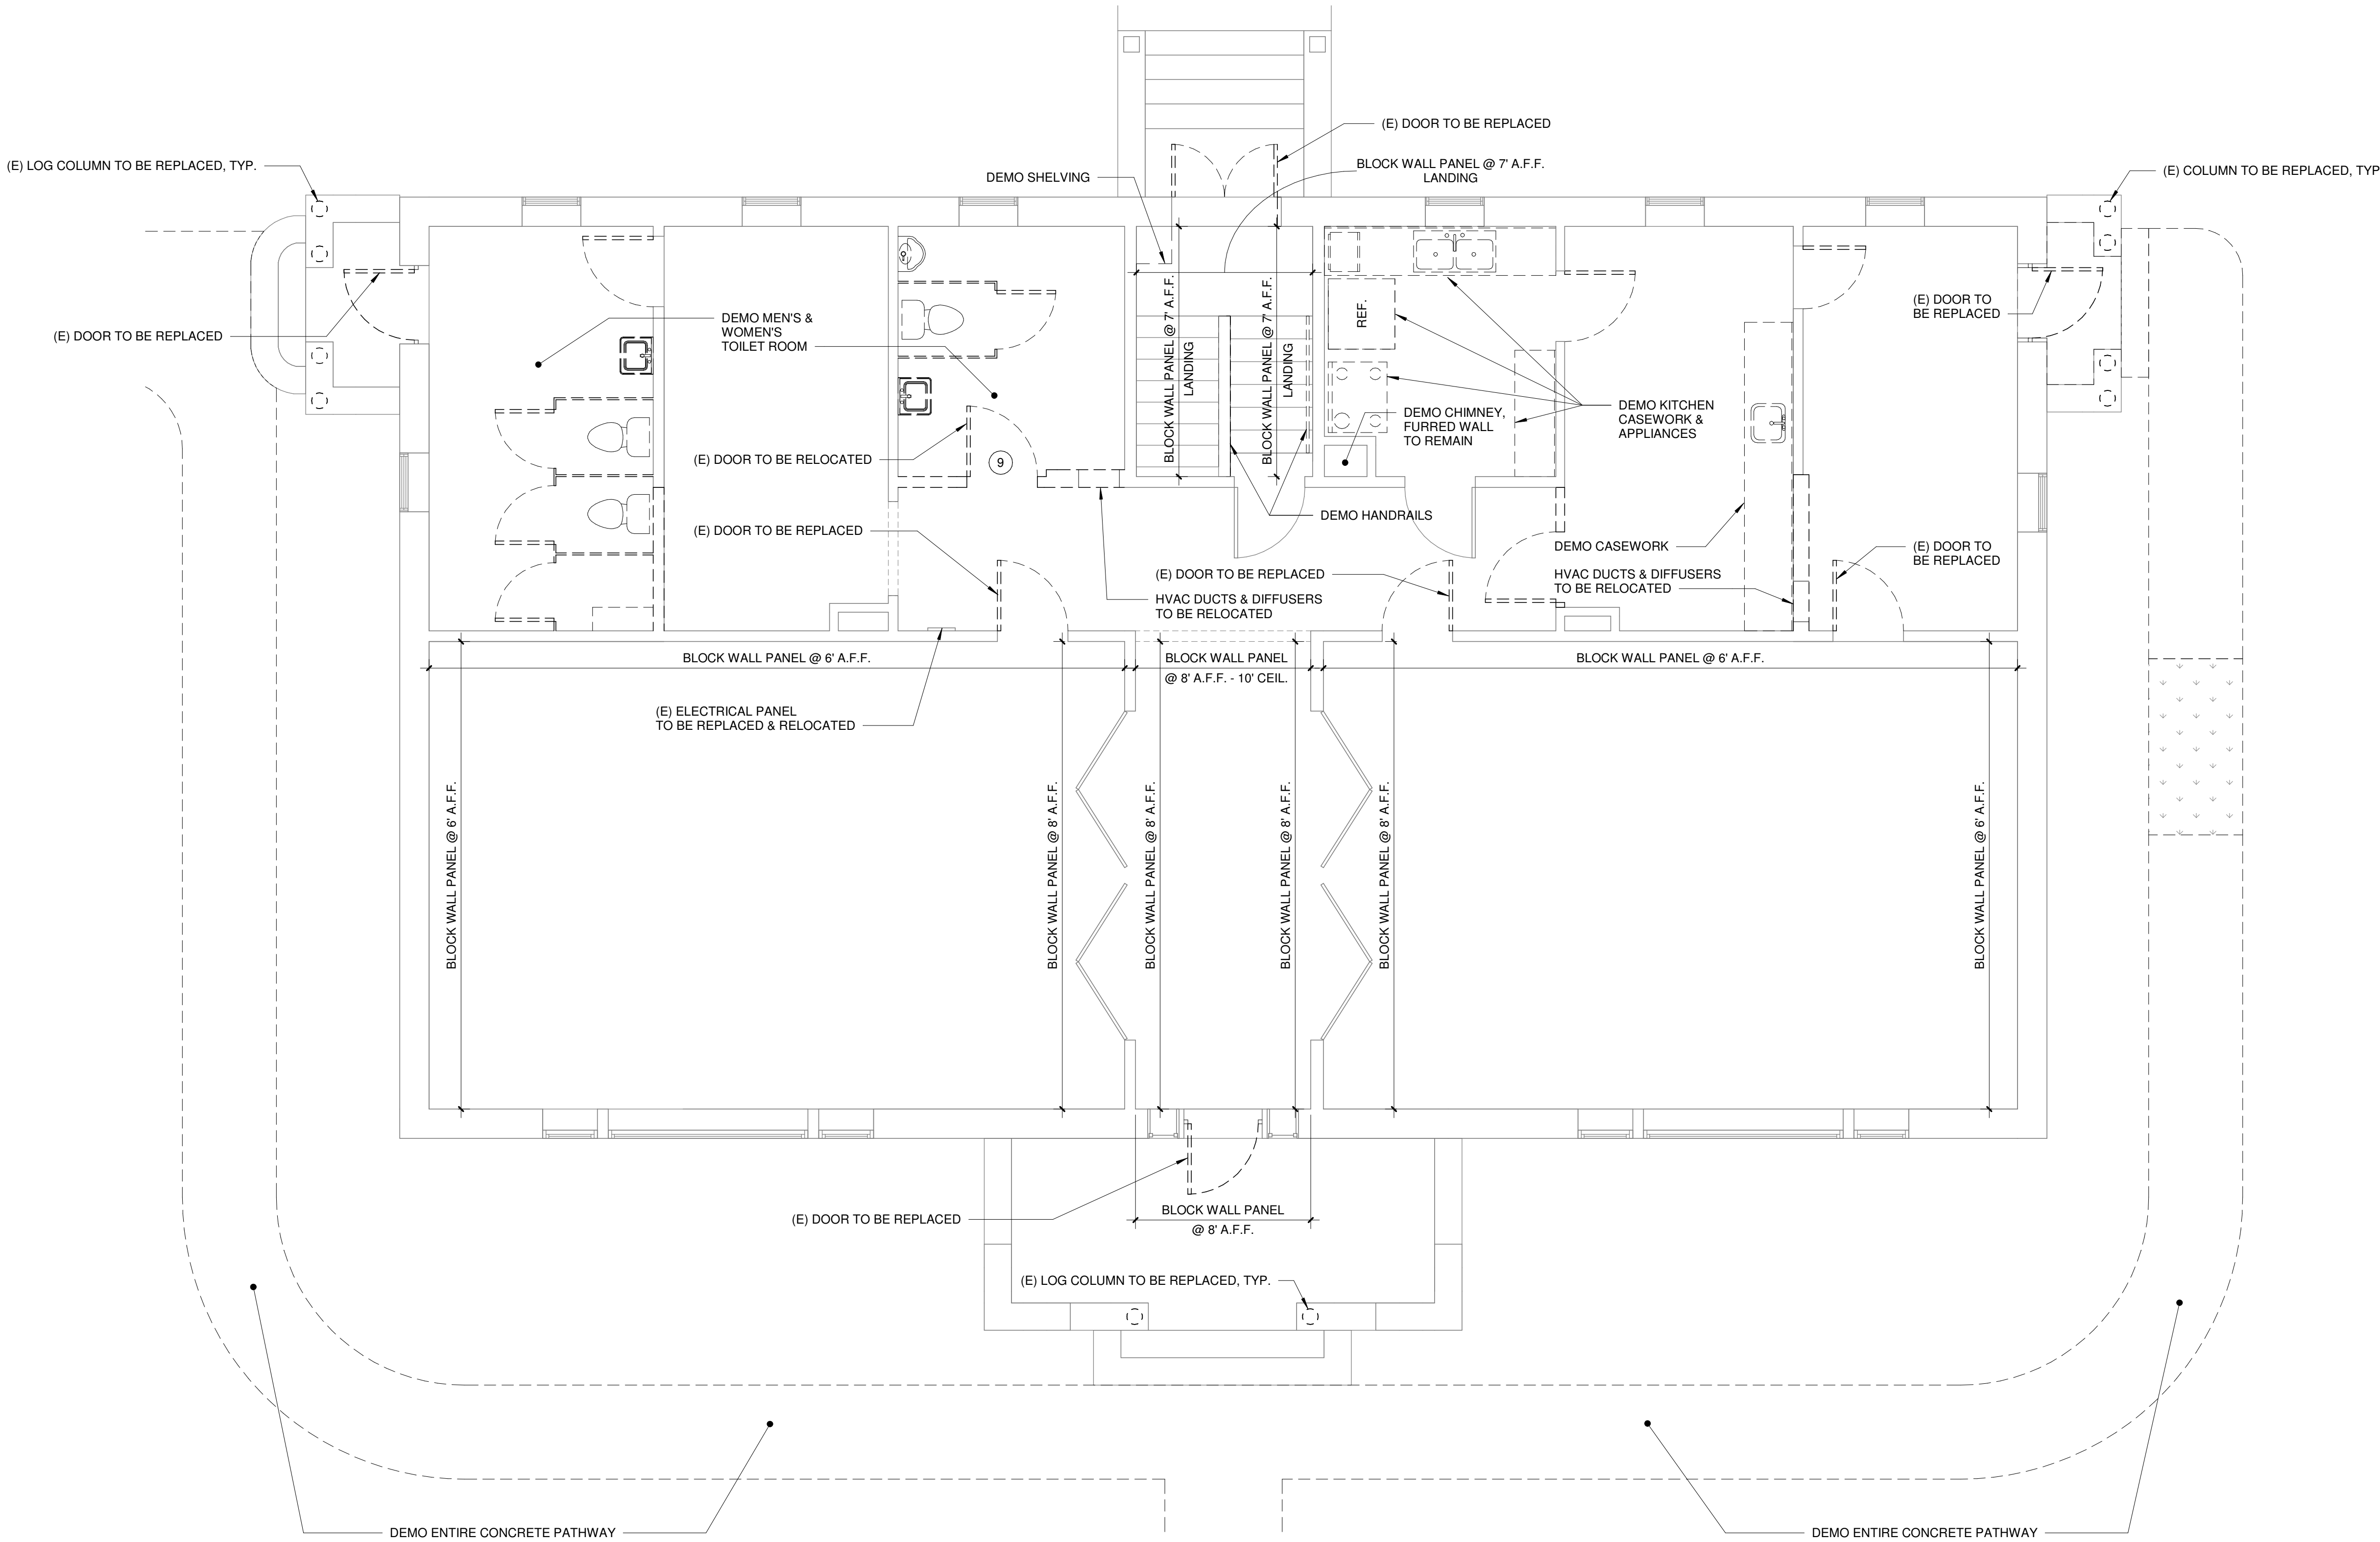 (E) DOOR TO BE REPLACED
(E) LOG COLUMN TO BE REPLACED, TYP.
BLOCK WALL PANEL @ 7' A.F.F.
LANDING
(E) COLUMN TO BE REPLACED, TYP
DEMO SHELVING
(E) DOOR TO BE REPLACED
DEMO MEN'S &
WOMEN'S
TOILET ROOM
BLOCK WALL PANEL @ 7' A.F.F.
LANDING
BLOCK WALL PANEL @ 7' A.F.F.
LANDING
REF.
(E) DOOR TO
BE REPLACED
DEMO CHIMNEY,
FURRED WALL
TO REMAIN
DEMO KITCHEN
CASEWORK &
APPLIANCES
(E) DOOR TO BE RELOCATED
9
DEMO HANDRAILS
(E) DOOR TO BE REPLACED
DEMO CASEWORK
(E) DOOR TO
BE REPLACED
(E) DOOR TO BE REPLACED
HVAC DUCTS & DIFFUSERS
TO BE RELOCATED
HVAC DUCTS & DIFFUSERS
TO BE RELOCATED
BLOCK WALL PANEL @ 6' A.F.F.
BLOCK WALL PANEL
@ 8' A.F.F. - 10' CEIL.
BLOCK WALL PANEL @ 6' A.F.F.
(E) ELECTRICAL PANEL
TO BE REPLACED & RELOCATED
BLOCK WALL PANEL @ 6' A.F.F.
BLOCK WALL PANEL @ 8' A.F.F.
BLOCK WALL PANEL @ 8' A.F.F.
BLOCK WALL PANEL @ 8' A.F.F.
BLOCK WALL PANEL @ 8' A.F.F.
BLOCK WALL PANEL @ 6' A.F.F.
(E) DOOR TO BE REPLACED
BLOCK WALL PANEL
@ 8' A.F.F.
(E) LOG COLUMN TO BE REPLACED, TYP.
DEMO ENTIRE CONCRETE PATHWAY
DEMO ENTIRE CONCRETE PATHWAY